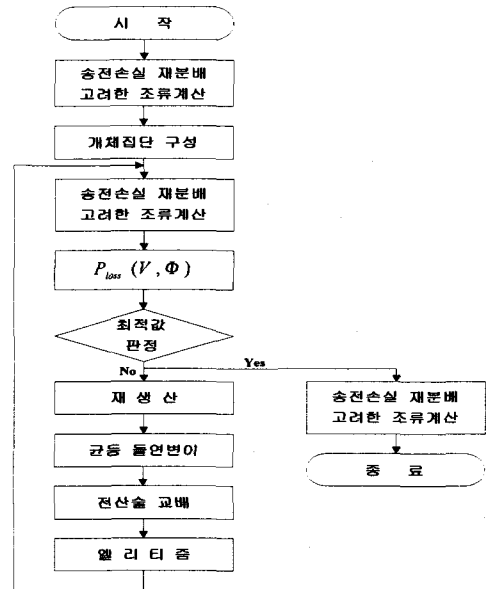 시 작
송전손실 재분배
고려한 조류계산
개체집단 구성
송전손실 재분배
고려한 조류계산
P_loss (V, Φ)
최적값
판정
No
Yes
재 생 산
균등 돌연변이
전산술 교배
엘 리 티 즘
송전손실 재분배
고려한 조류계산
종 료